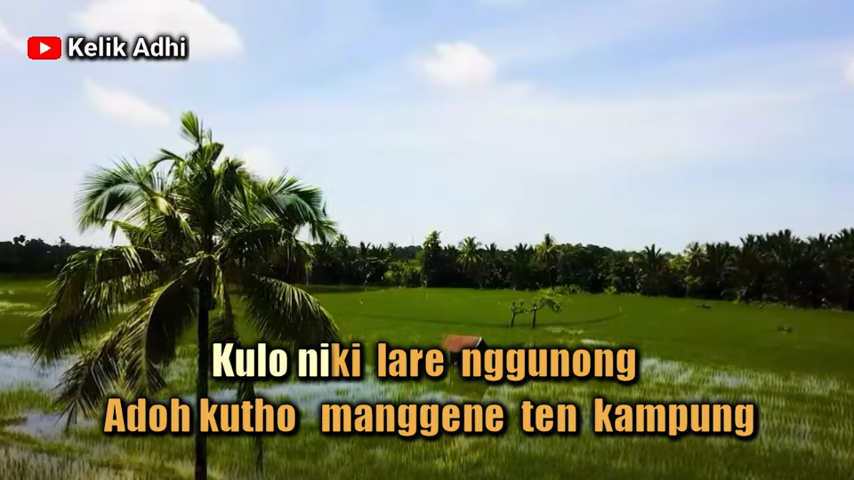 Kelik Adhi
Kulo niki lare nggunong
Adoh kutho manggene ten kampung